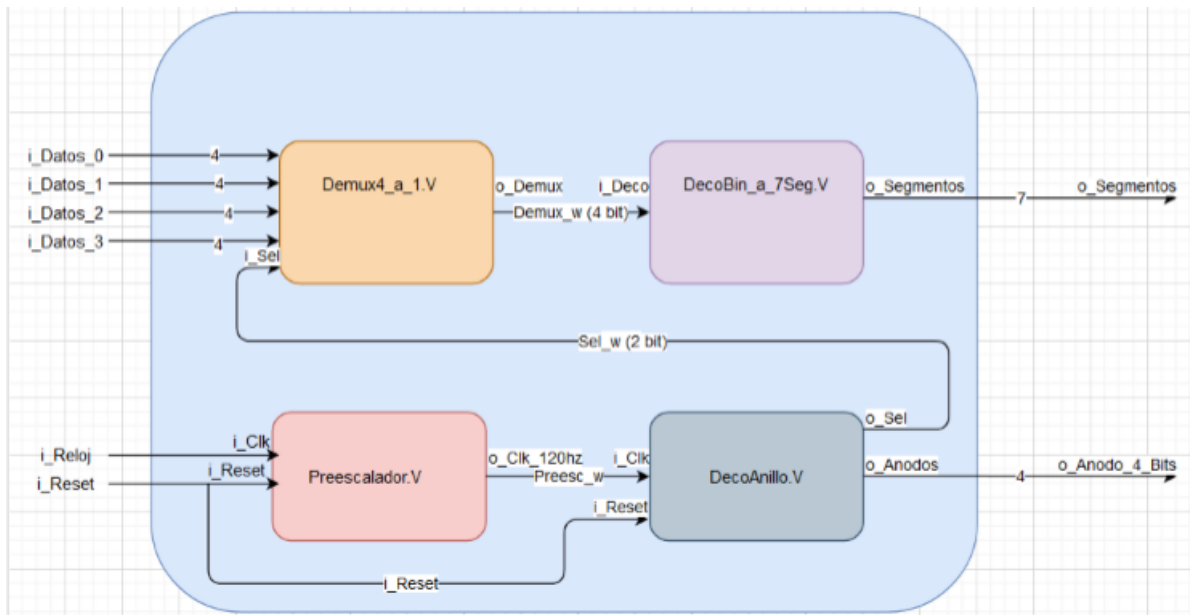 i_Datos_0
4
i_Datos_1
4
i_Datos_2
4
i_Datos_3
4
i_Sel
Demux4_a_1.V
o_Demux
i_Deco
Demux_w (4 bit)
DecoBin_a_7Seg.V
o_Segmentos
7
o_Segmentos
Sel_w (2 bit)
i_Reloj
i_Clk
i_Reset
i_Reset
Preescalador.V
o_Clk_120hz
i_Clk
Preesc_w
i_Reset
DecoAnillo.V
o_Sel
o_Anodos
4
o_Anodo_4_Bits
i_Reset